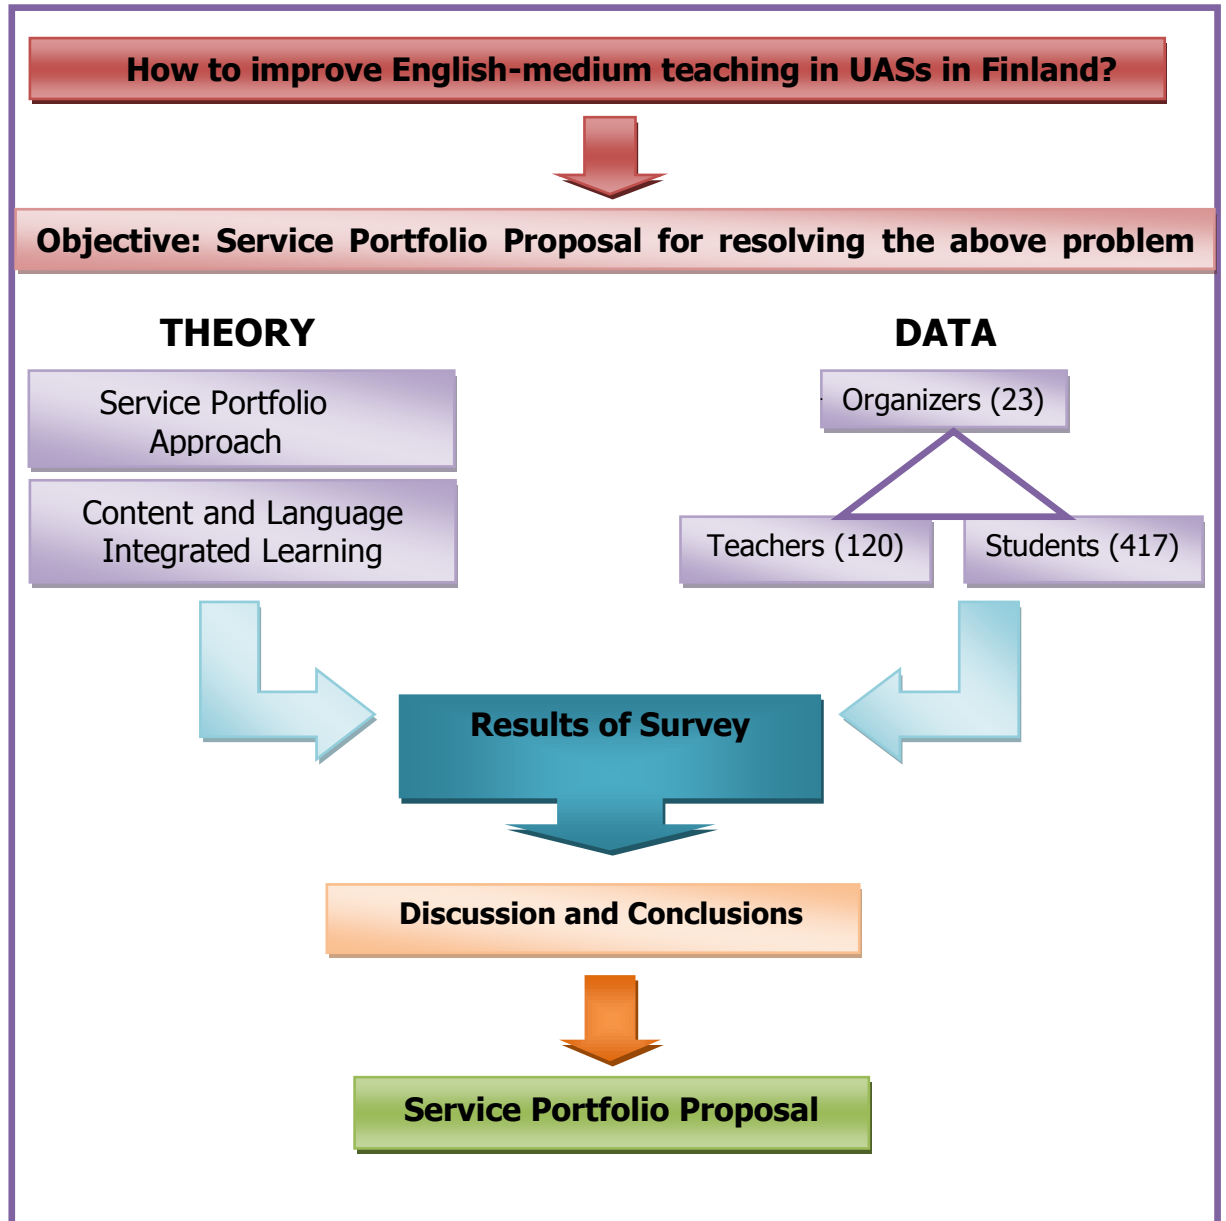 How to improve English-medium teaching in UASs in Finland?
Objective: Service Portfolio Proposal for resolving the above problem
THEORY
Service Portfolio
Approach
Content and Language
Integrated Learning
DATA
Organizers (23)
Teachers (120)
Students (417)
Results of Survey
Discussion and Conclusions
Service Portfolio Proposal